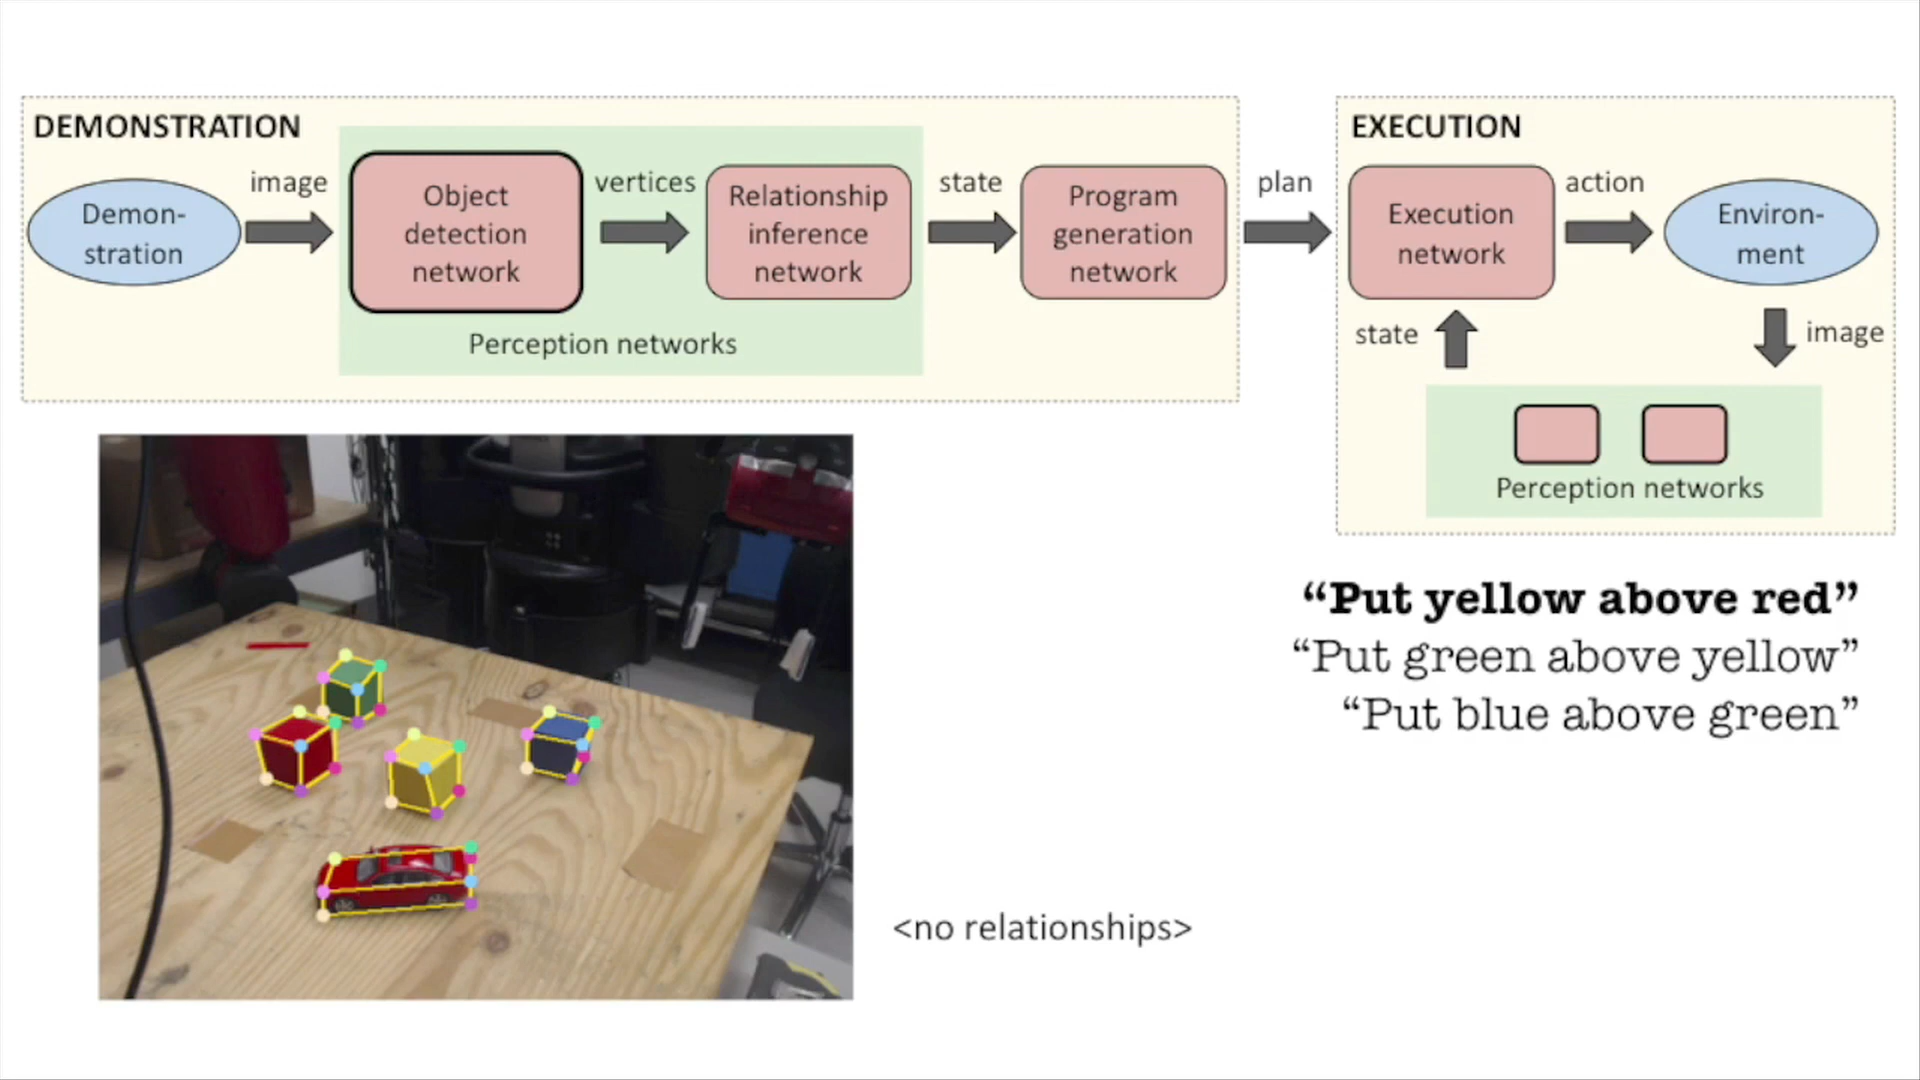 DEMONSTRATION
Demon-
stration
image
Object
detection
network
vertices
Relationship
inference
network
Perception networks
state
Program
generation
network
plan
EXECUTION
Execution
network
action
Environ-
ment
state
image
Perception networks
“Put yellow above red”
“Put green above yellow”
“Put blue above green”
<no relationships>